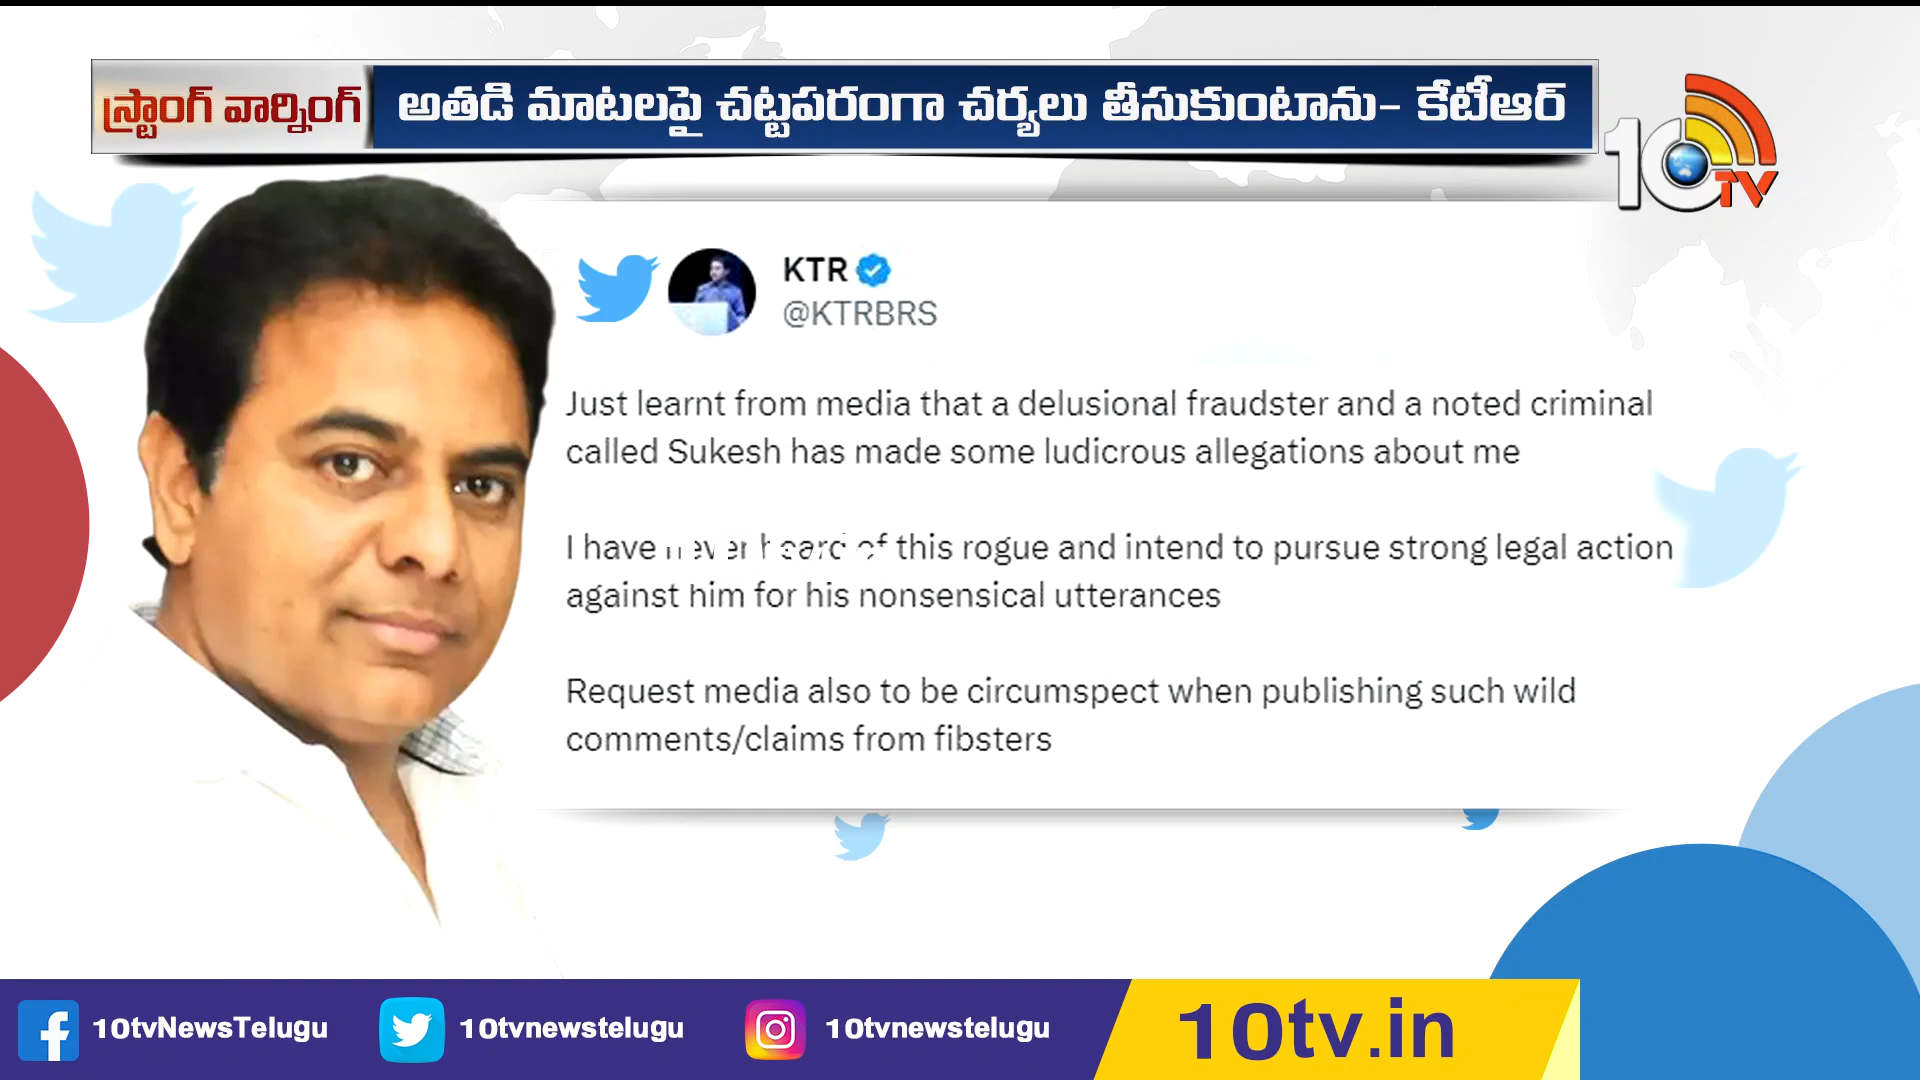 స్ట్రాంగ్ వార్నింగ్
అతడి మాటలపై చట్టపరంగా చర్యలు తీసుకుంటాను- కేటీఆర్
10TV
KTR
@KTRBRS
Just learnt from media that a delusional fraudster and a noted criminal
called Sukesh has made some ludicrous allegations about me
I have never heard of this rogue and intend to pursue strong legal action
against him for his nonsensical utterances
Request media also to be circumspect when publishing such wild
comments/claims from fibsters
10tvNewsTelugu
10tvnewstelugu
10tvnewstelugu
10tv.in